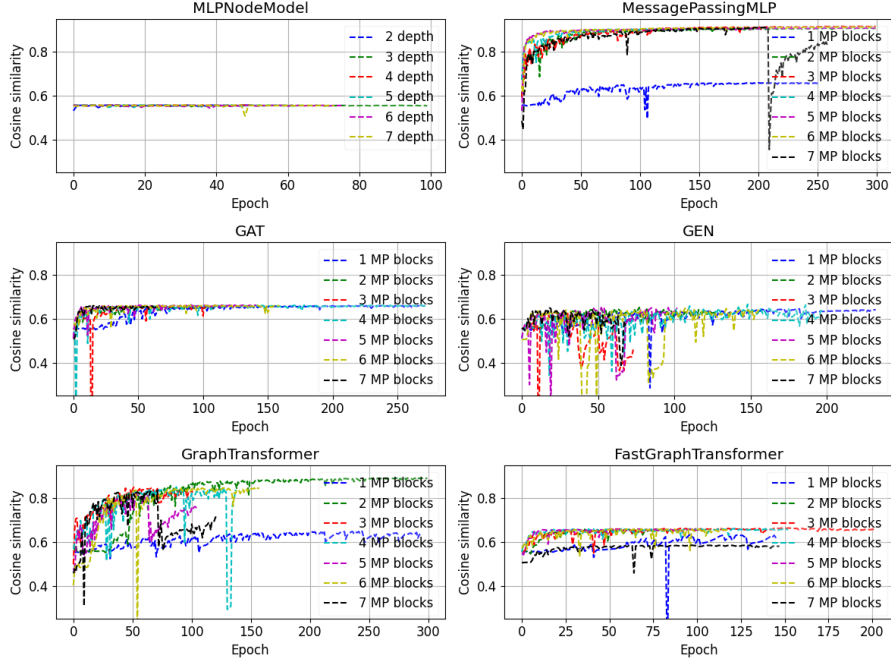 MLPNodeModel
Cosine similarity
0.8
0.6
0.4
0 20 40 60 80 100
Epoch
2 depth
3 depth
4 depth
5 depth
6 depth
7 depth
MessagePassingMLP
Cosine similarity
0.8
0.6
0.4
0 50 100 150 200 250 300
Epoch
1 MP blocks
2 MP blocks
3 MP blocks
4 MP blocks
5 MP blocks
6 MP blocks
7 MP blocks
GAT
Cosine similarity
0.8
0.6
0.4
0 50 100 150 200 250
Epoch
1 MP blocks
2 MP blocks
3 MP blocks
4 MP blocks
5 MP blocks
6 MP blocks
7 MP blocks
GEN
Cosine similarity
0.8
0.6
0.4
0 50 100 150 200
Epoch
1 MP blocks
2 MP blocks
3 MP blocks
4 MP blocks
5 MP blocks
6 MP blocks
7 MP blocks
GraphTransformer
Cosine similarity
0.8
0.6
0.4
0 50 100 150 200 250 300
Epoch
1 MP blocks
2 MP blocks
3 MP blocks
4 MP blocks
5 MP blocks
6 MP blocks
7 MP blocks
FastGraphTransformer
Cosine similarity
0.8
0.6
0.4
0 25 50 75 100 125 150 175 200
Epoch
1 MP blocks
2 MP blocks
3 MP blocks
4 MP blocks
5 MP blocks
6 MP blocks
7 MP blocks